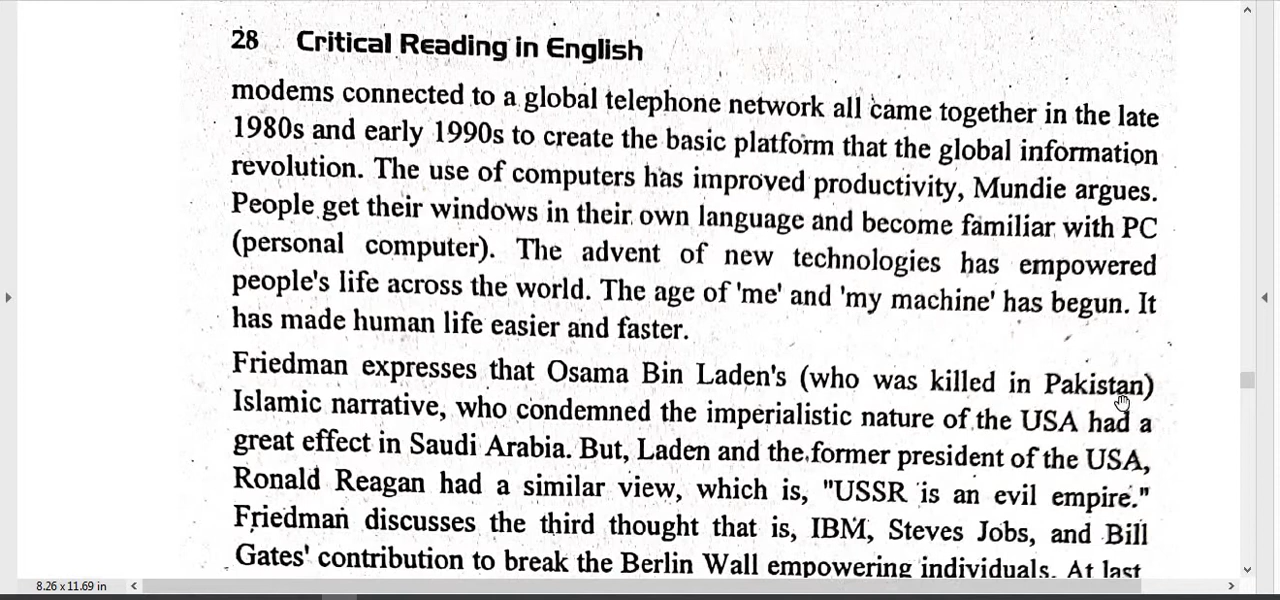 28 Critical Reading in English
modems connected to a global telephone network all came together in the late
1980s and early 1990s to create the basic platform that the global information
revolution. The use of computers has improved productivity, Mundie argues.
People get their windows in their own language and become familiar with PC
(personal computer). The advent of new technologies has empowered
people's life across the world. The age of 'me' and 'my machine' has begun. It
has made human life easier and faster.
Friedman expresses that Osama Bin Laden's (who was killed in Pakistan)
Islamic narrative, who condemned the imperialistic nature of the USA had a
great effect in Saudi Arabia. But, Laden and the former president of the USA,
Ronald Reagan had a similar view, which is, "USSR is an evil empire."
Friedman discusses the third thought that is, IBM, Steves Jobs, and Bill
Gates' contribution to break the Berlin Wall empowering individuals. At last
8.26 x 11.69 in